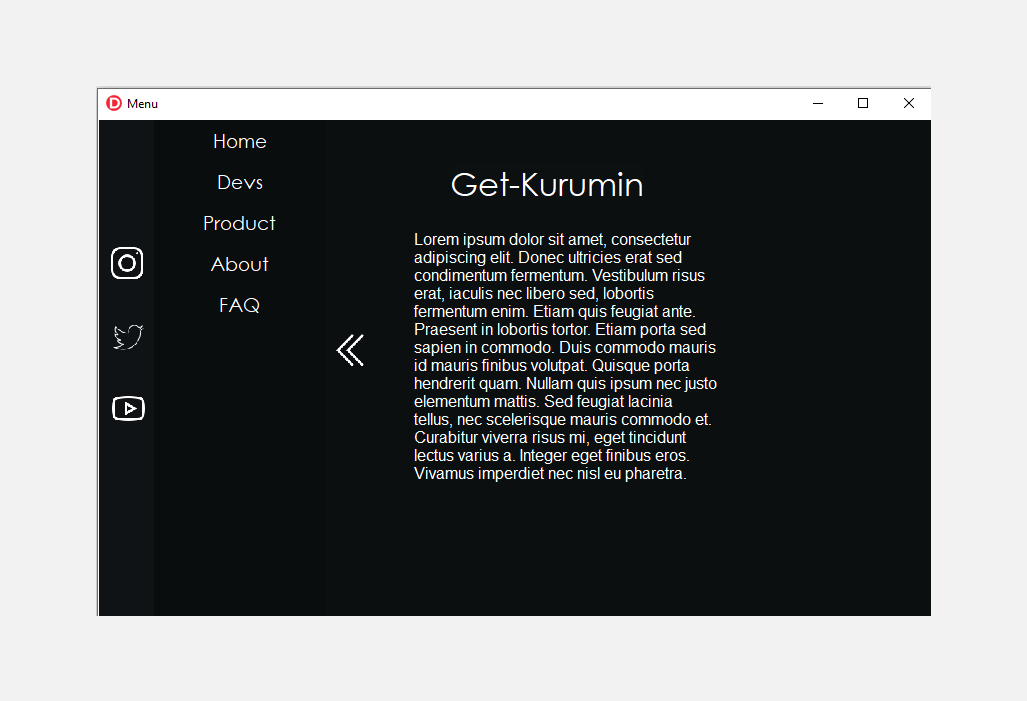 Menu
Home
Devs
Product
About
FAQ
Get-Kurumin
Lorem ipsum dolor sit amet, consectetur
adipiscing elit. Donec ultricies erat sed
condimentum fermentum. Vestibulum risus
erat, iaculis nec libero sed, lobortis
fermentum enim. Etiam quis feugiat ante.
Praesent in lobortis tortor. Etiam porta sed
sapien in commodo. Duis commodo mauris
id mauris finibus volutpat. Quisque porta
hendrerit quam. Nullam quis ipsum nec justo
elementum mattis. Sed feugiat lacinia
tellus, nec scelerisque mauris commodo et.
Curabitur viverra risus mi, eget tincidunt
lectus varius a. Integer eget finibus eros.
Vivamus imperdiet nec nisl eu pharetra.